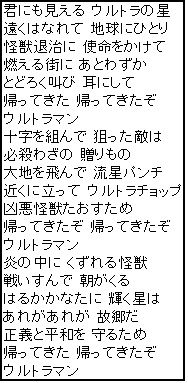 君にも見える ウルトラの星
遠くはなれて 地球にひとり
怪獣退治に 使命をかけて
燃える街に あとわずか
とどろく叫び 耳にして
帰ってきた 帰ってきたぞ
ウルトラマン
十字を組んで 狙った敵は
必殺わざの 贈りもの
大地を飛んで 流星パンチ
近くに立って ウルトラチョップ
凶悪怪獣たおすため
帰ってきたぞ 帰ってきたぞ
ウルトラマン
炎の中に くずれる怪獣
戦いすんで 朝がくる
はるかかなたに 輝く星は
あれがあれが 故郷だ
正義と平和を 守るため
帰ってきた 帰ってきたぞ
ウルトラマン